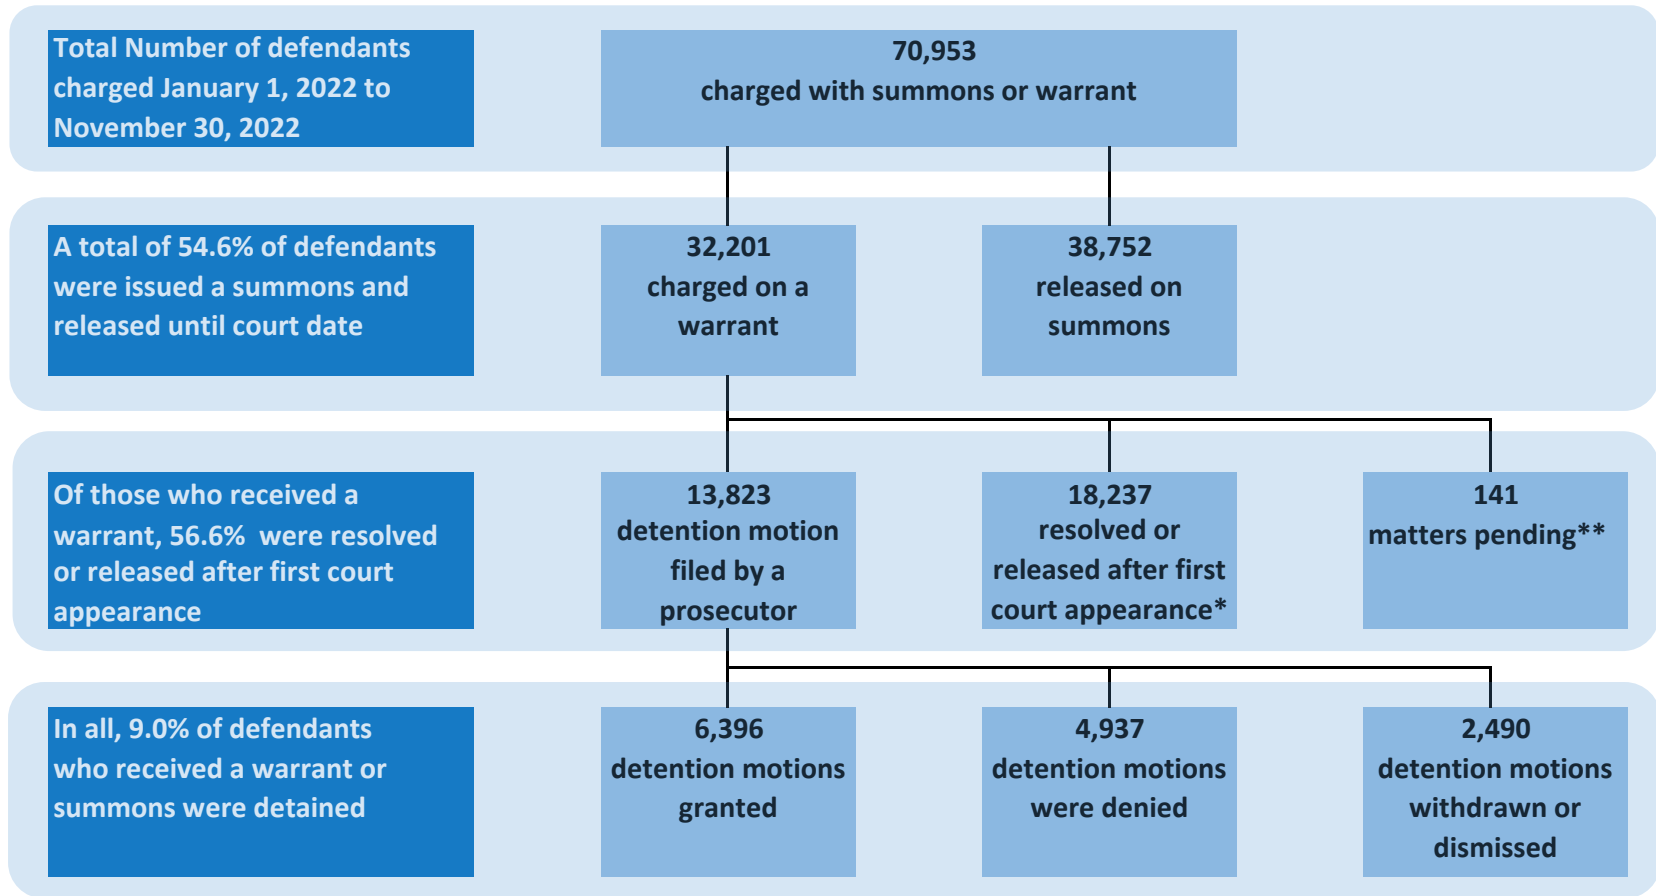 Total Number of defendants
charged January 1, 2022 to
November 30, 2022
70,953
charged with summons or warrant
A total of 54.6% of defendants
were issued a summons and
released until court date
32,201
charged on a
warrant
38,752
released on
summons
Of those who received a
warrant, 56.6% were resolved
or released after first court
appearance
13,823
detention motion
filed by a
prosecutor
18,237
resolved or
released after first
court appearance*
141
matters pending**
In all, 9.0% of defendants
who received a warrant or
summons were detained
6,396
detention motions
granted
4,937
detention motions
were denied
2,490
detention motions
withdrawn or
dismissed